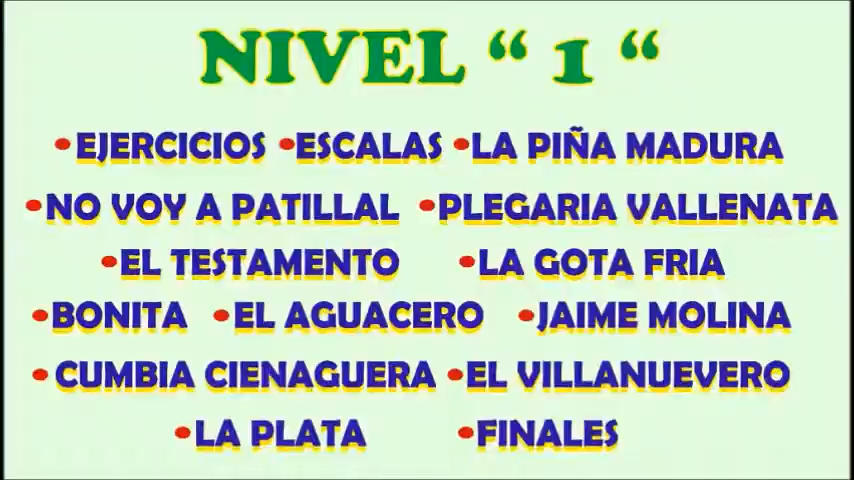 NIVEL “ 1 “
•EJERCICIOS •ESCALAS •LA PIÑA MADURA
•NO VOY A PATILLAL •PLEGARIA VALLENATA
•EL TESTAMENTO •LA GOTA FRIA
•BONITA •EL AGUACERO •JAIME MOLINA
•CUMBIA CIENAGUERA •EL VILLANUEVERO
•LA PLATA •FINALES